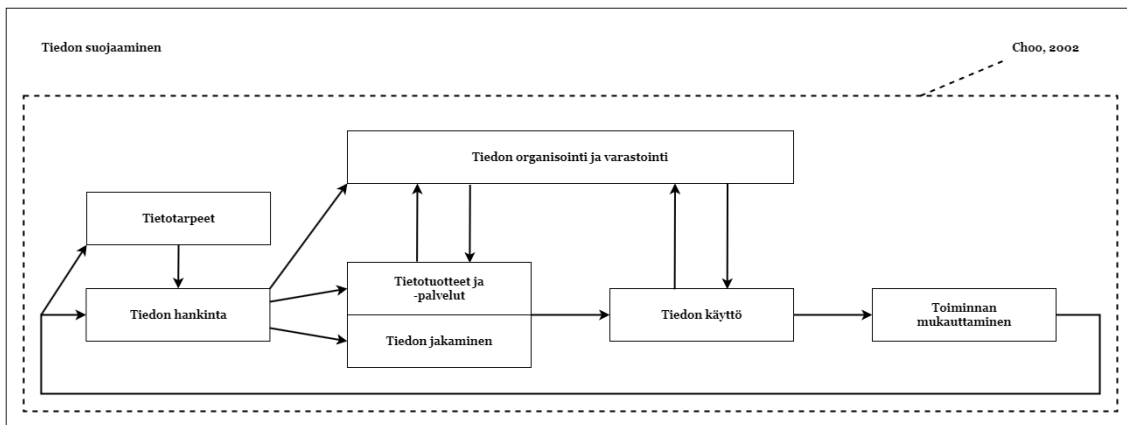 Tiedon suojaaminen
Choo, 2002
Tiedon organisointi ja varastointi
Tietotarpeet
Tiedon hankinta
Tietotuotteet ja
-palvelut
Tiedon jakaminen
Tiedon käyttö
Toiminnan
mukauttaminen